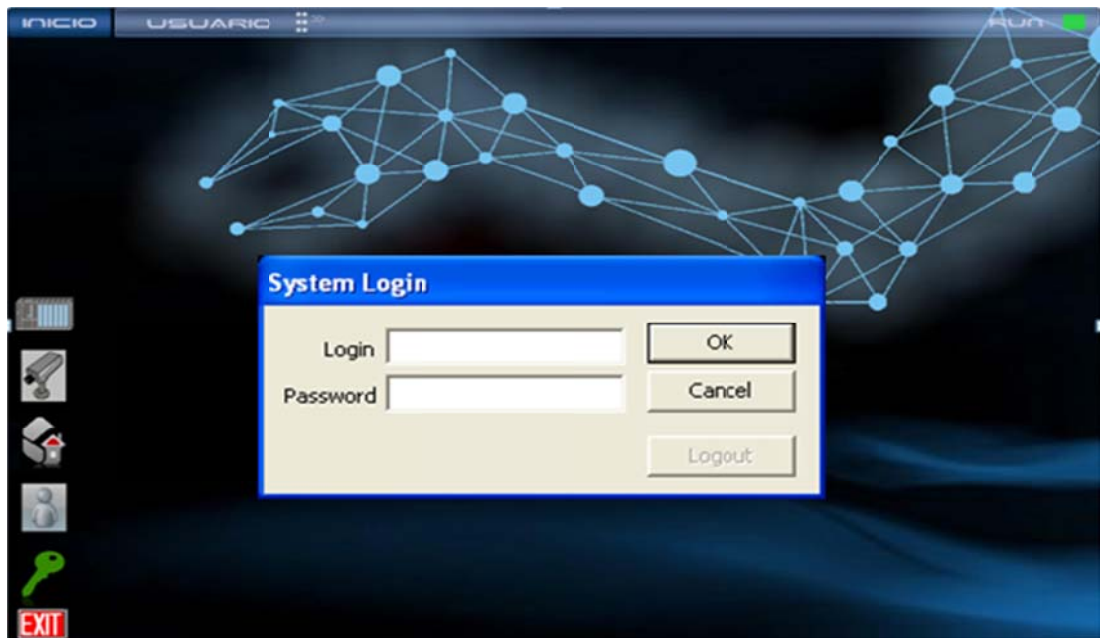 INICIO USUARIO RUN
System Login
Login
OK
Password
Cancel
Logout
EXIT